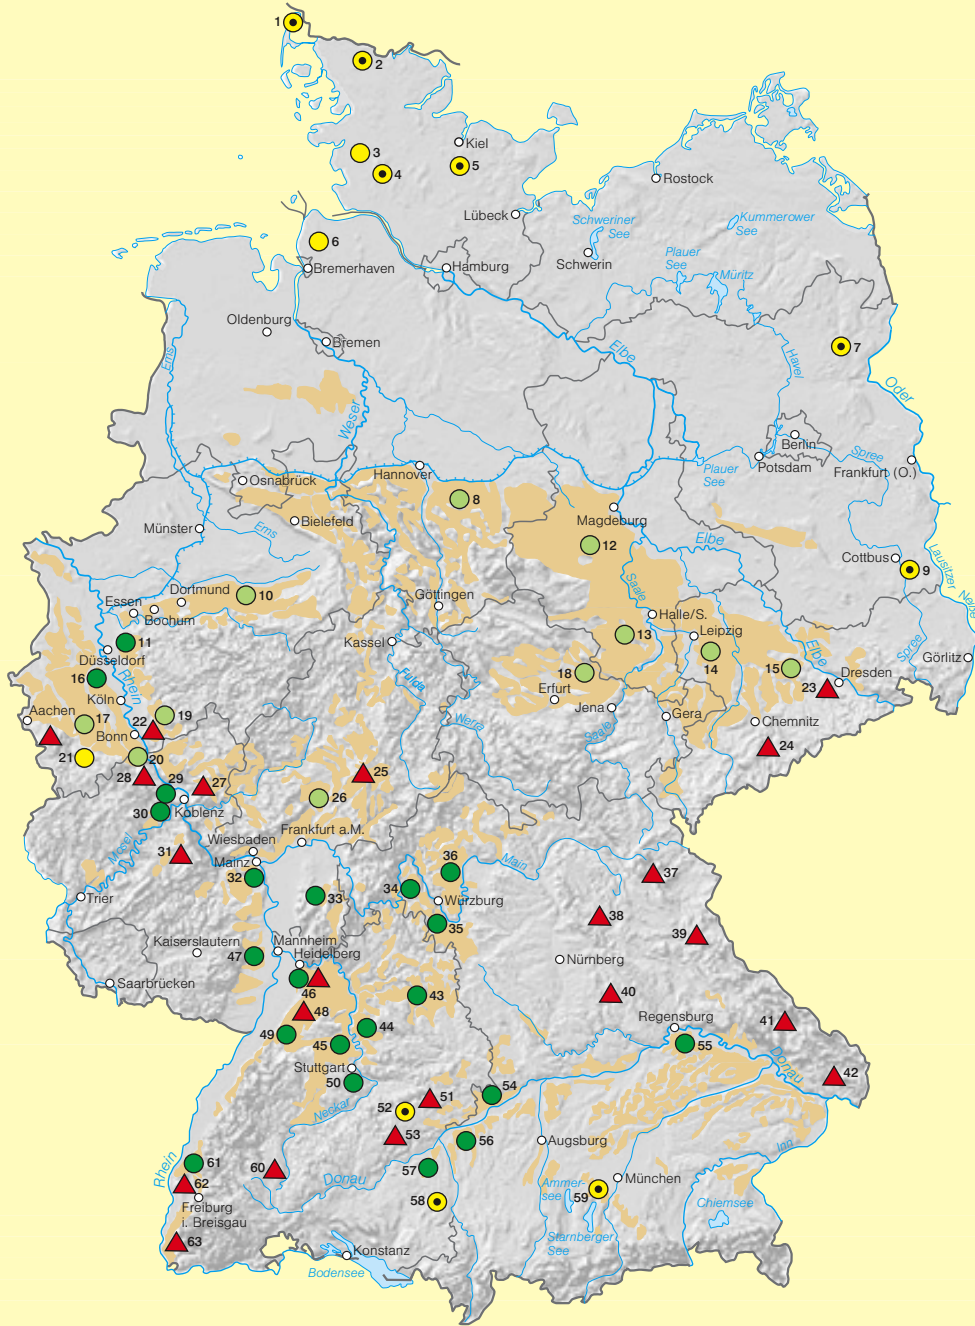 1
2
3
4
Kiel
5
Rostock
Lübeck
Schweriner
See
Kummerower
See
6
Bremerhaven
Hamburg
Schwerin
Plauer
See
Müritz
Oldenburg
Bremen
Ems
Elbe
Havel
7
Oder
Weser
Berlin
Spree
Potsdam
Plauer
See
Frankfurt (O.)
Hannover
Osnabrück
8
Magdeburg
Bielefeld
Münster
Ems
12
Elbe
Cottbus
9
Lausitzer
Neiße
Saale
Dortmund
10
Essen
Bochum
Göttingen
Halle/S.
11
Düsseldorf
Kassel
13
Leipzig
14
Elbe
Spree
Görlitz
16
Rhein
Köln
Fulda
18
Erfurt
15
23
Dresden
Aachen
17
19
22
Bonn
Werra
Jena
Saale
Gera
Chemnitz
24
21
20
28
29
27
25
26
30
Koblenz
Mosel
31
Wiesbaden
Frankfurt a.M.
Mainz
32
33
34
36
Main
37
Trier
Würzburg
35
38
39
Kaiserslautern
Mannheim
Heidelberg
47
46
Nürnberg
Saarbrücken
43
40
48
49
44
45
Regensburg
41
55
Stuttgart
50
Donau
42
54
51
Neckar
52
53
56
Augsburg
Inn
61
60
57
Donau
Rhein
62
Freiburg
i. Breisgau
58
Ammer-
see
59
München
Chiemsee
Starnberger
See
63
Konstanz
Bodensee